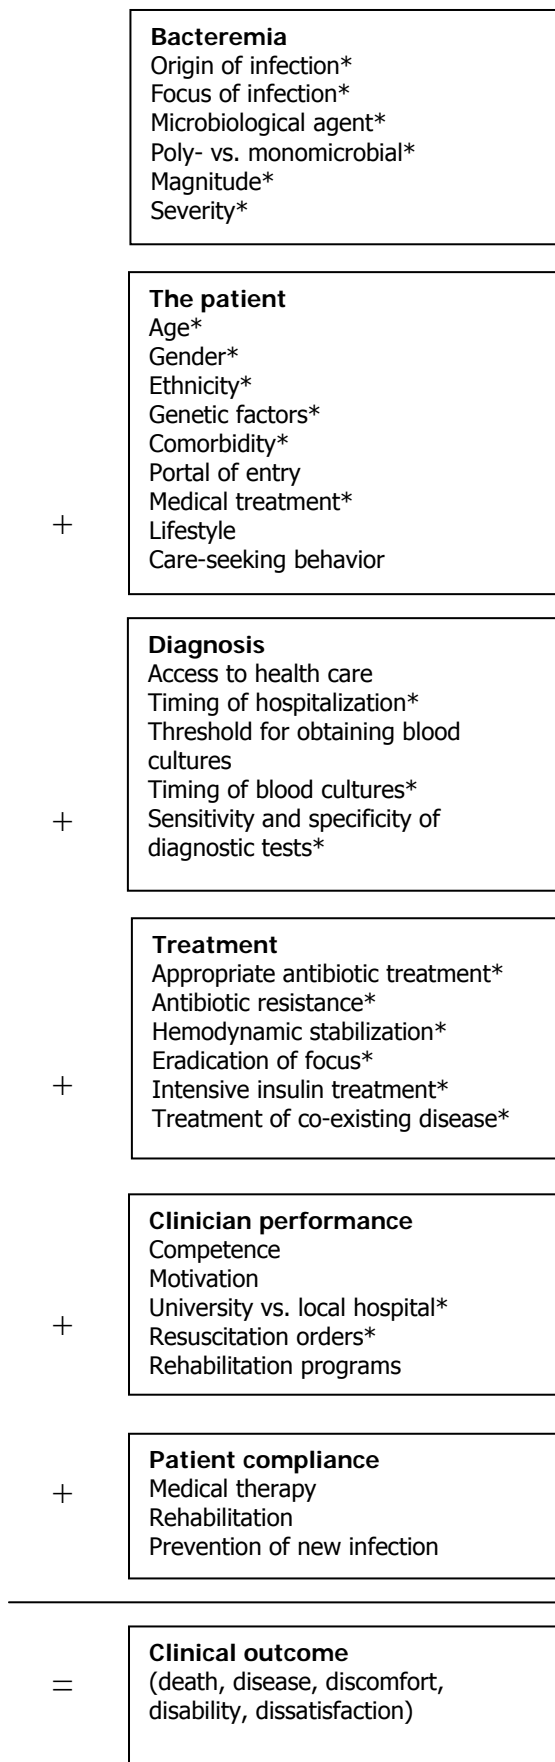 Bacteremia
Origin of infection*
Focus of infection*
Microbiological agent*
Poly- vs. monomicrobial*
Magnitude*
Severity*
The patient
Age*
Gender*
Ethnicity*
Genetic factors*
Comorbidity*
Portal of entry
Medical treatment*
+
Lifestyle
Care-seeking behavior
Diagnosis
Access to health care
Timing of hospitalization*
Threshold for obtaining blood
cultures
Timing of blood cultures*
+
Sensitivity and specificity of
diagnostic tests*
Treatment
Appropriate antibiotic treatment*
Antibiotic resistance*
Hemodynamic stabilization*
Eradication of focus*
+
Intensive insulin treatment*
Treatment of co-existing disease*
Clinician performance
Competence
Motivation
University vs. local hospital*
+
Resuscitation orders*
Rehabilitation programs
Patient compliance
+
Medical therapy
Rehabilitation
Prevention of new infection
Clinical outcome
=
(death, disease, discomfort,
disability, dissatisfaction)